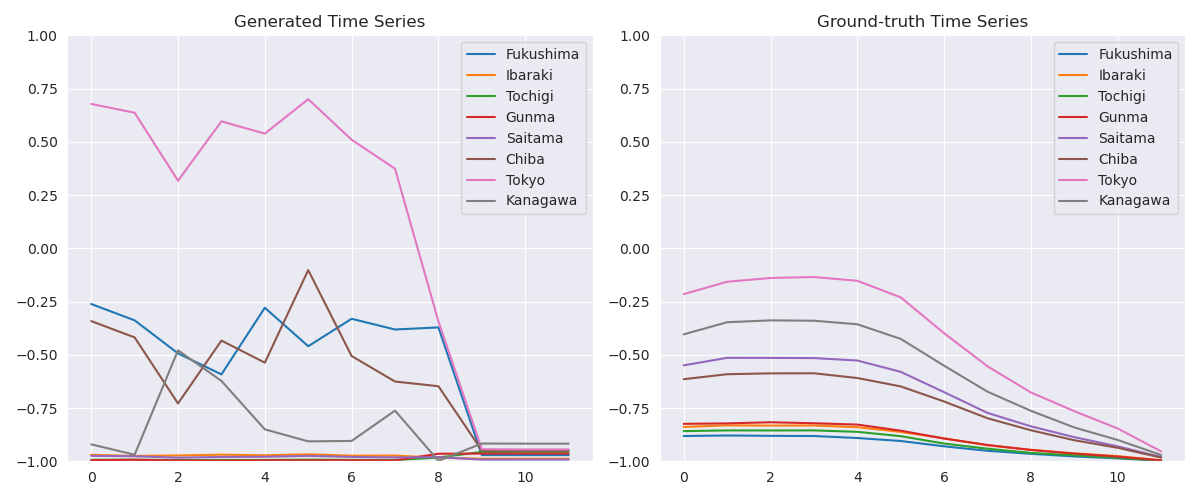 Generated Time Series
1.00
0.75
0.50
0.25
0.00
−0.25
−0.50
−0.75
−1.00
0 2 4 6 8 10
Fukushima
Ibaraki
Tochigi
Gunma
Saitama
Chiba
Tokyo
Kanagawa
Ground-truth Time Series
1.00
0.75
0.50
0.25
0.00
−0.25
−0.50
−0.75
−1.00
0 2 4 6 8 10
Fukushima
Ibaraki
Tochigi
Gunma
Saitama
Chiba
Tokyo
Kanagawa